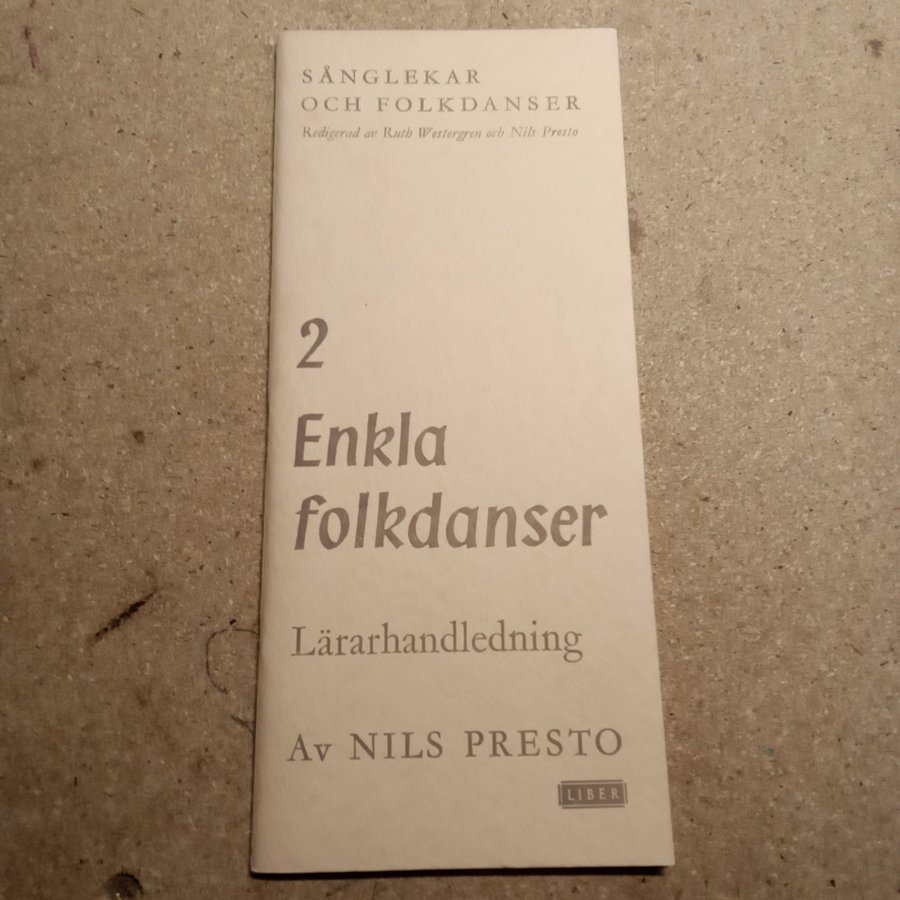 SÅNGLEKAR
OCH FOLKDANSER
Redigerad av Ruth Westergren och Nils Presto
2
Enkla
folkdanser
Lärarhandledning
Av NILS PRESTO
LIBER